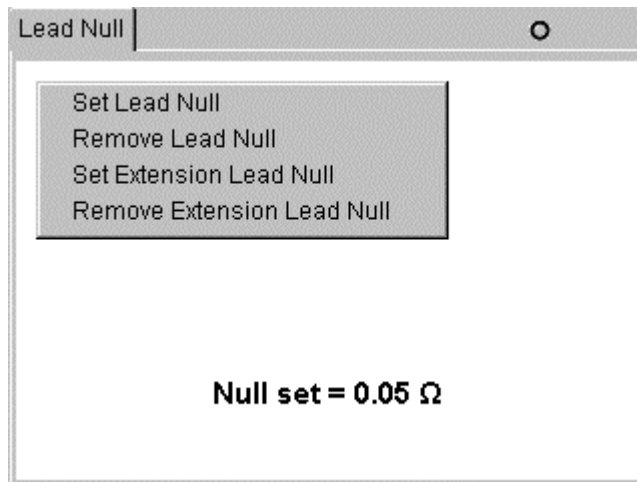 Lead Null
Set Lead Null
Remove Lead Null
Set Extension Lead Null
Remove Extension Lead Null
Null set = 0.05 Ω